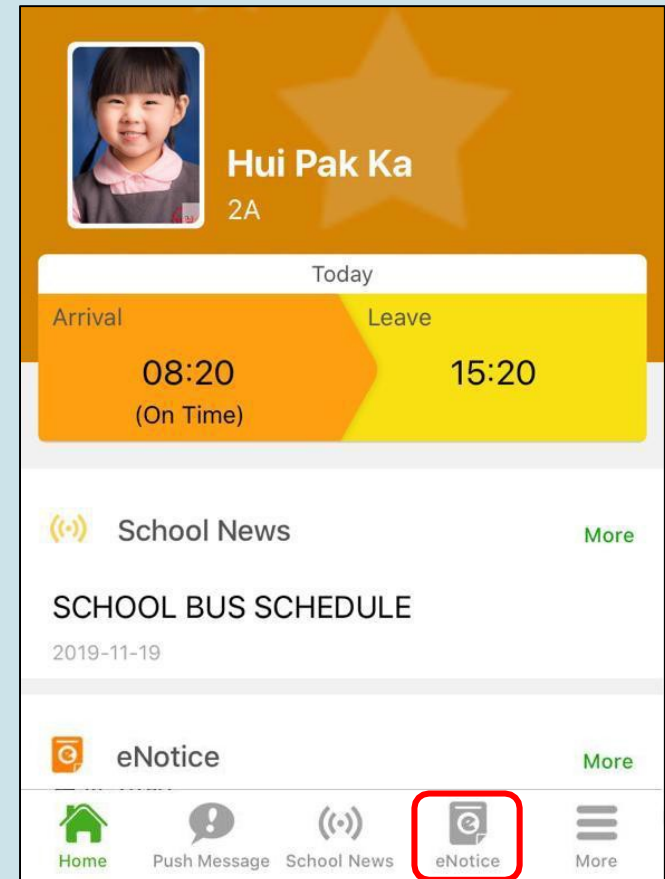 Hui Pak Ka
2A
Today
Arrival
Leave
08:20
15:20
(On Time)
School News
More
SCHOOL BUS SCHEDULE
2019-11-19
eNotice
More
Home
Push Message
School News
eNotice
More